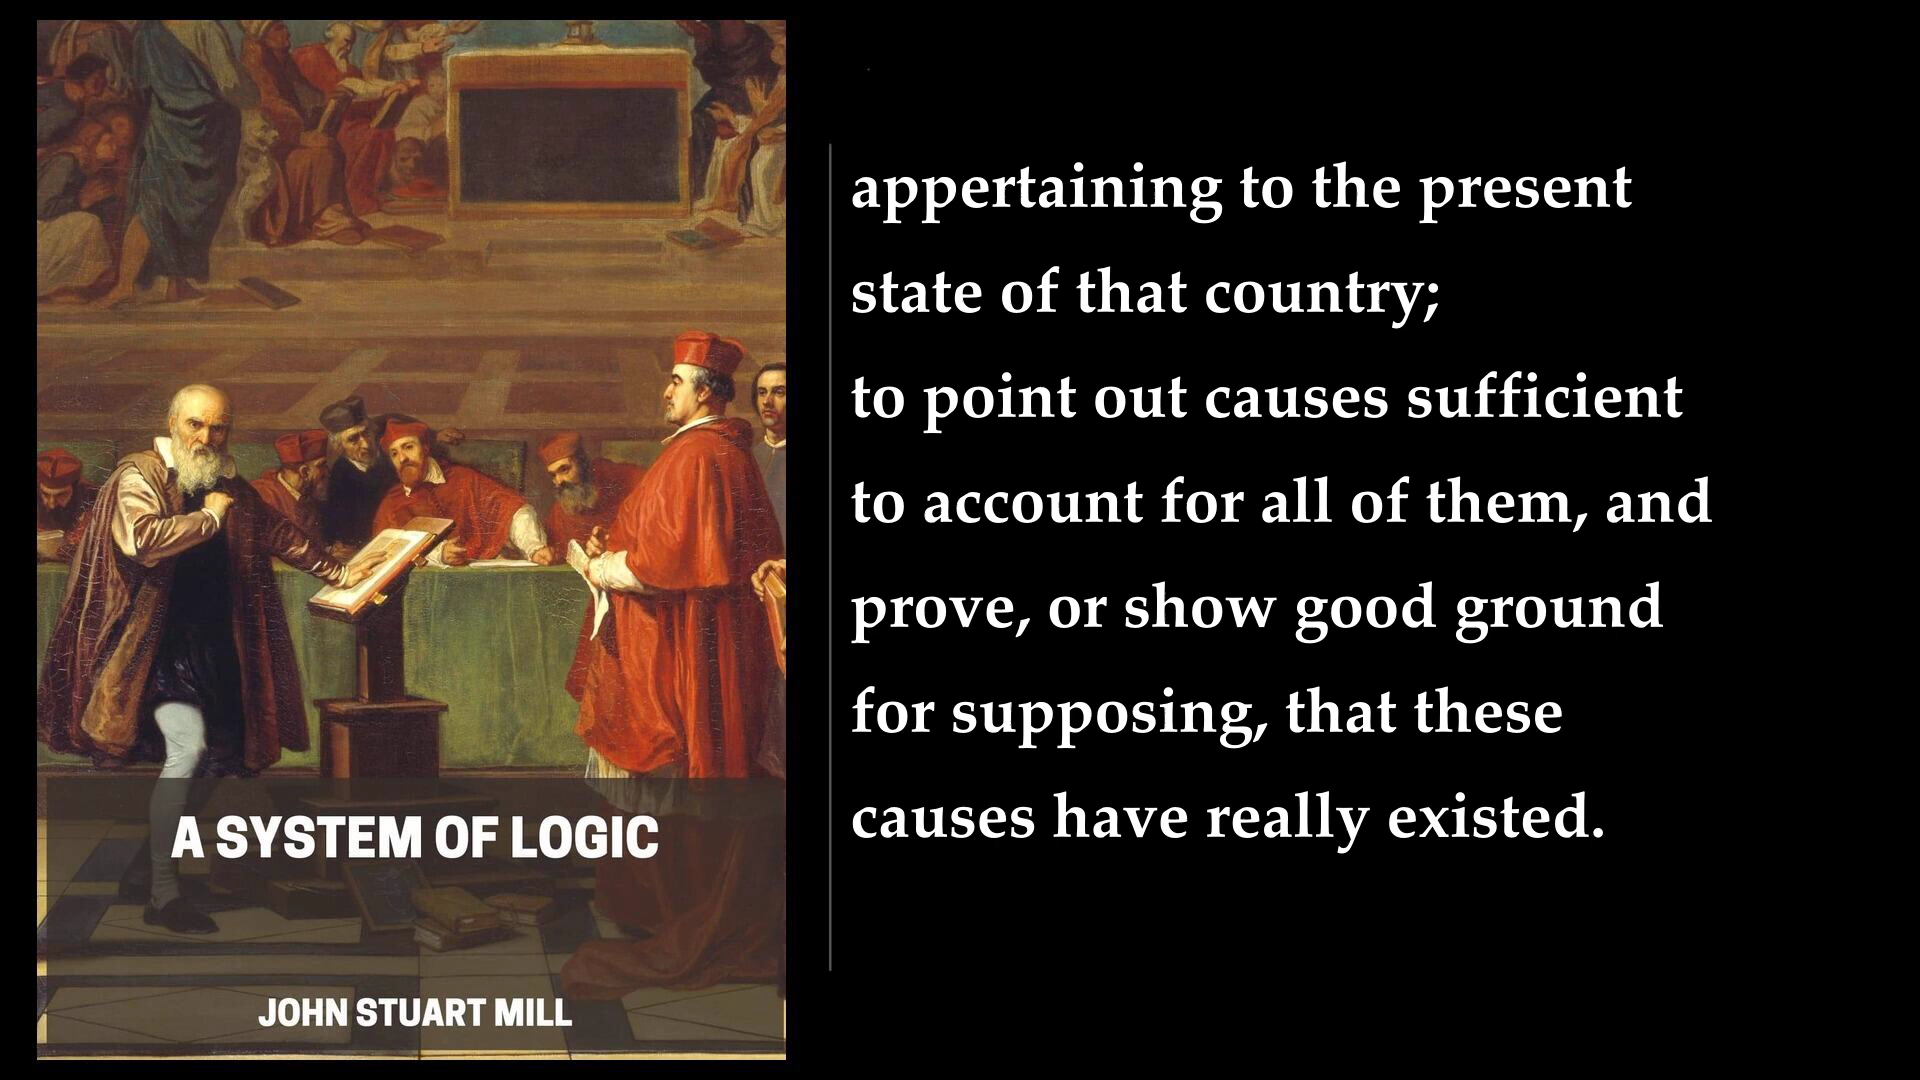 A SYSTEM OF LOGIC
JOHN STUART MILL
appertaining to the present
state of that country;
to point out causes sufficient
to account for all of them, and
prove, or show good ground
for supposing, that these
causes have really existed.